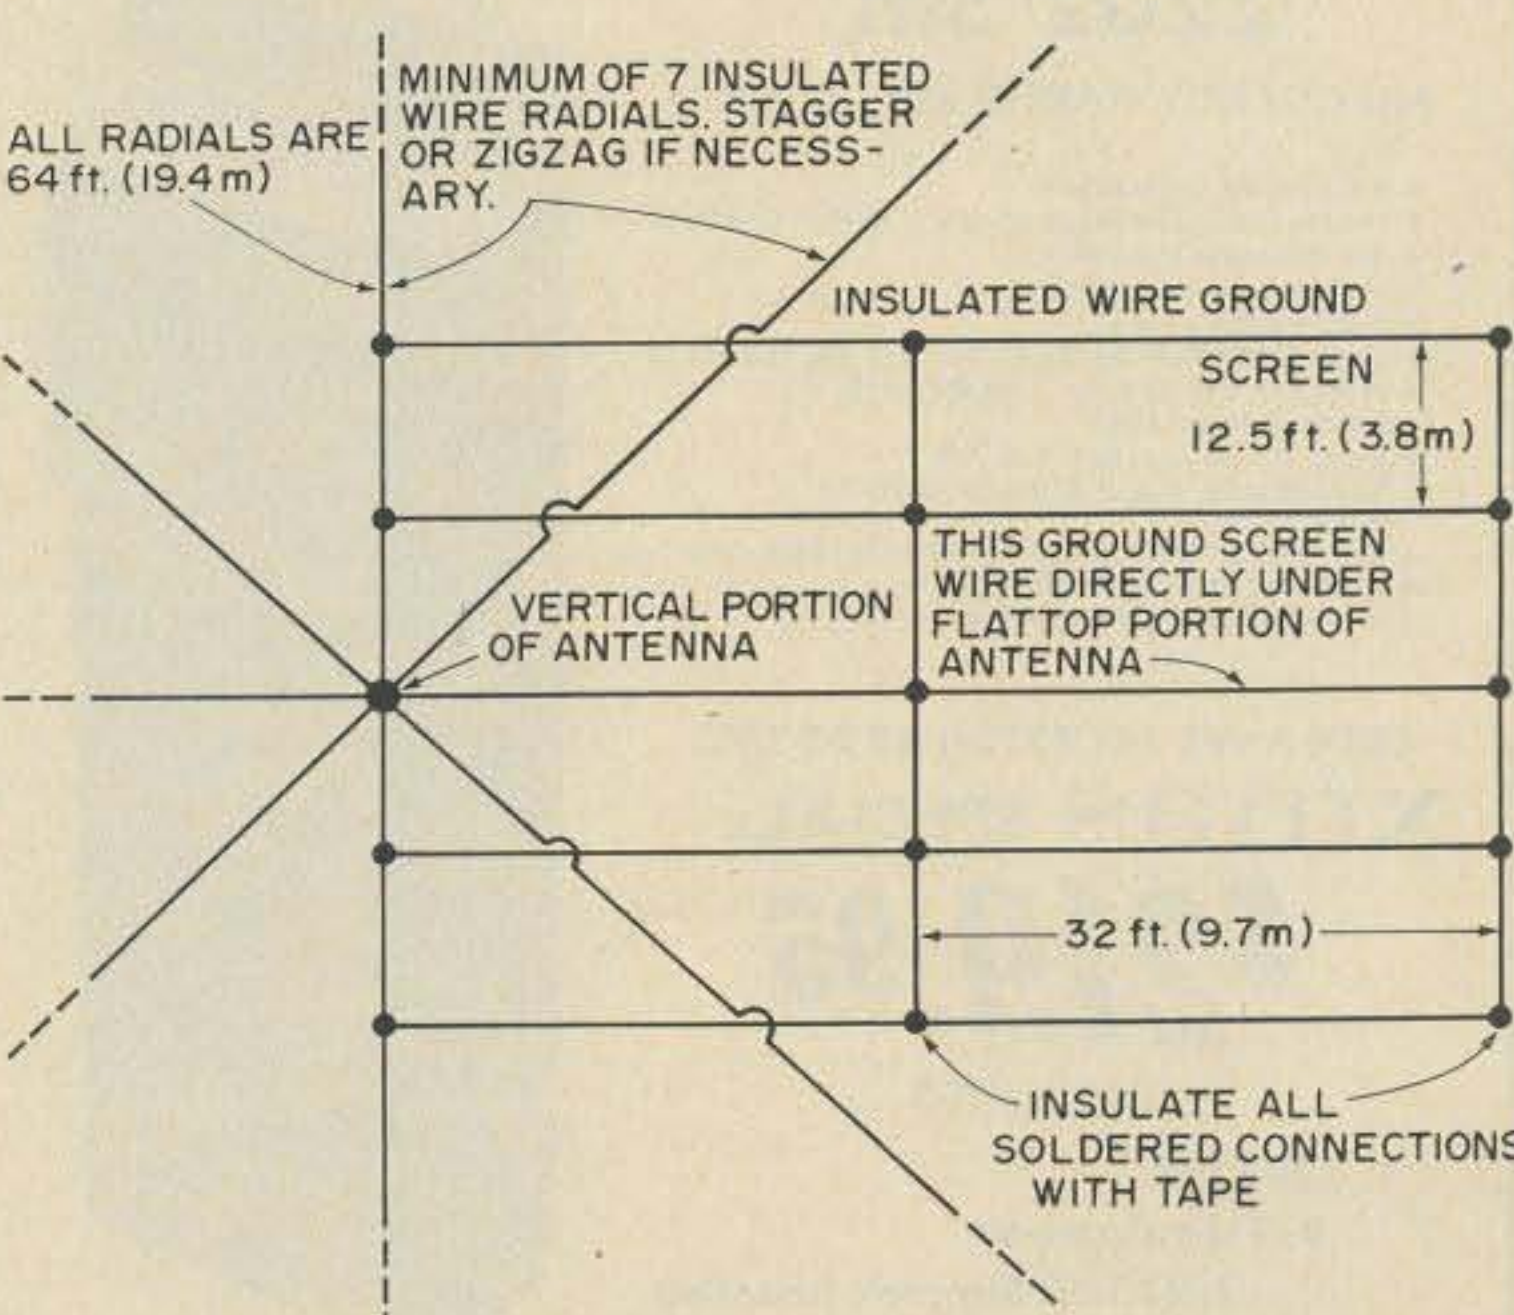 ALL RADIALS ARE
64 ft. (19.4 m)
MINIMUM OF 7 INSULATED
WIRE RADIALS. STAGGER
OR ZIGZAG IF NECESS-
ARY.
INSULATED WIRE GROUND
SCREEN
12.5 ft. (3.8m)
THIS GROUND SCREEN
WIRE DIRECTLY UNDER
FLATTOP PORTION OF
ANTENNA
VERTICAL PORTION
OF ANTENNA
32 ft. (9.7m)
INSULATE ALL
SOLDERED CONNECTIONS
WITH TAPE